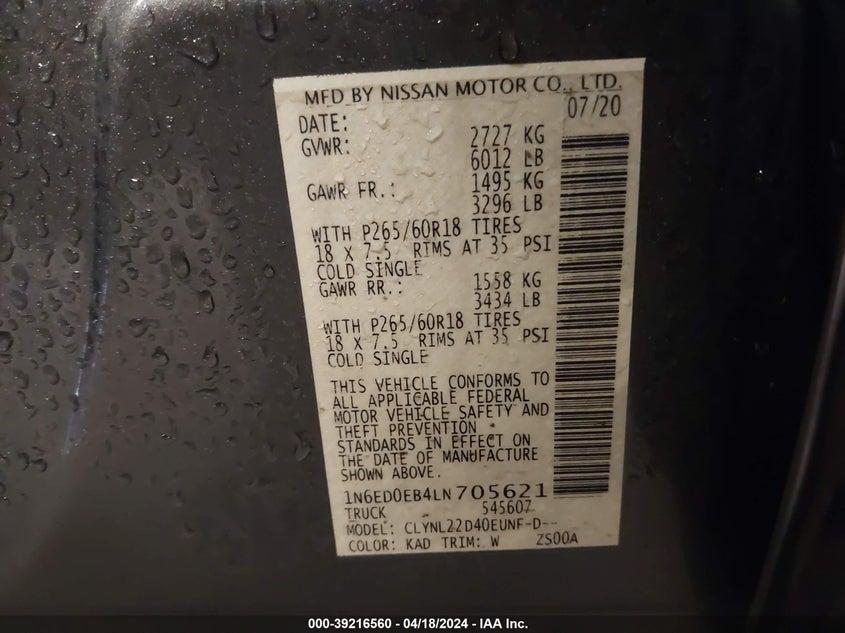 MFD BY NISSAN MOTOR CO., LTD.
DATE: 07/20
GVWR: 2727 KG
6012 LB
GAWR FR.: 1495 KG
3296 LB
WITH P265/60R18 TIRES
18 X 7.5 RIMS AT 35 PSI
COLD SINGLE
GAWR RR.: 1558 KG
3434 LB
WITH P265/60R18 TIRES
18 X 7.5 RIMS AT 35 PSI
COLD SINGLE
THIS VEHICLE CONFORMS TO
ALL APPLICABLE FEDERAL
MOTOR VEHICLE SAFETY AND
THEFT PREVENTION
STANDARDS IN EFFECT ON
THE DATE OF MANUFACTURE
SHOWN ABOVE.
1N6ED0EB4LN705621
TRUCK 545607
MODEL: CLYNL22D40EUNF-D--
COLOR: KAD TRIM: W ZS00A
000-39216560 - 04/18/2024 - IAA Inc.